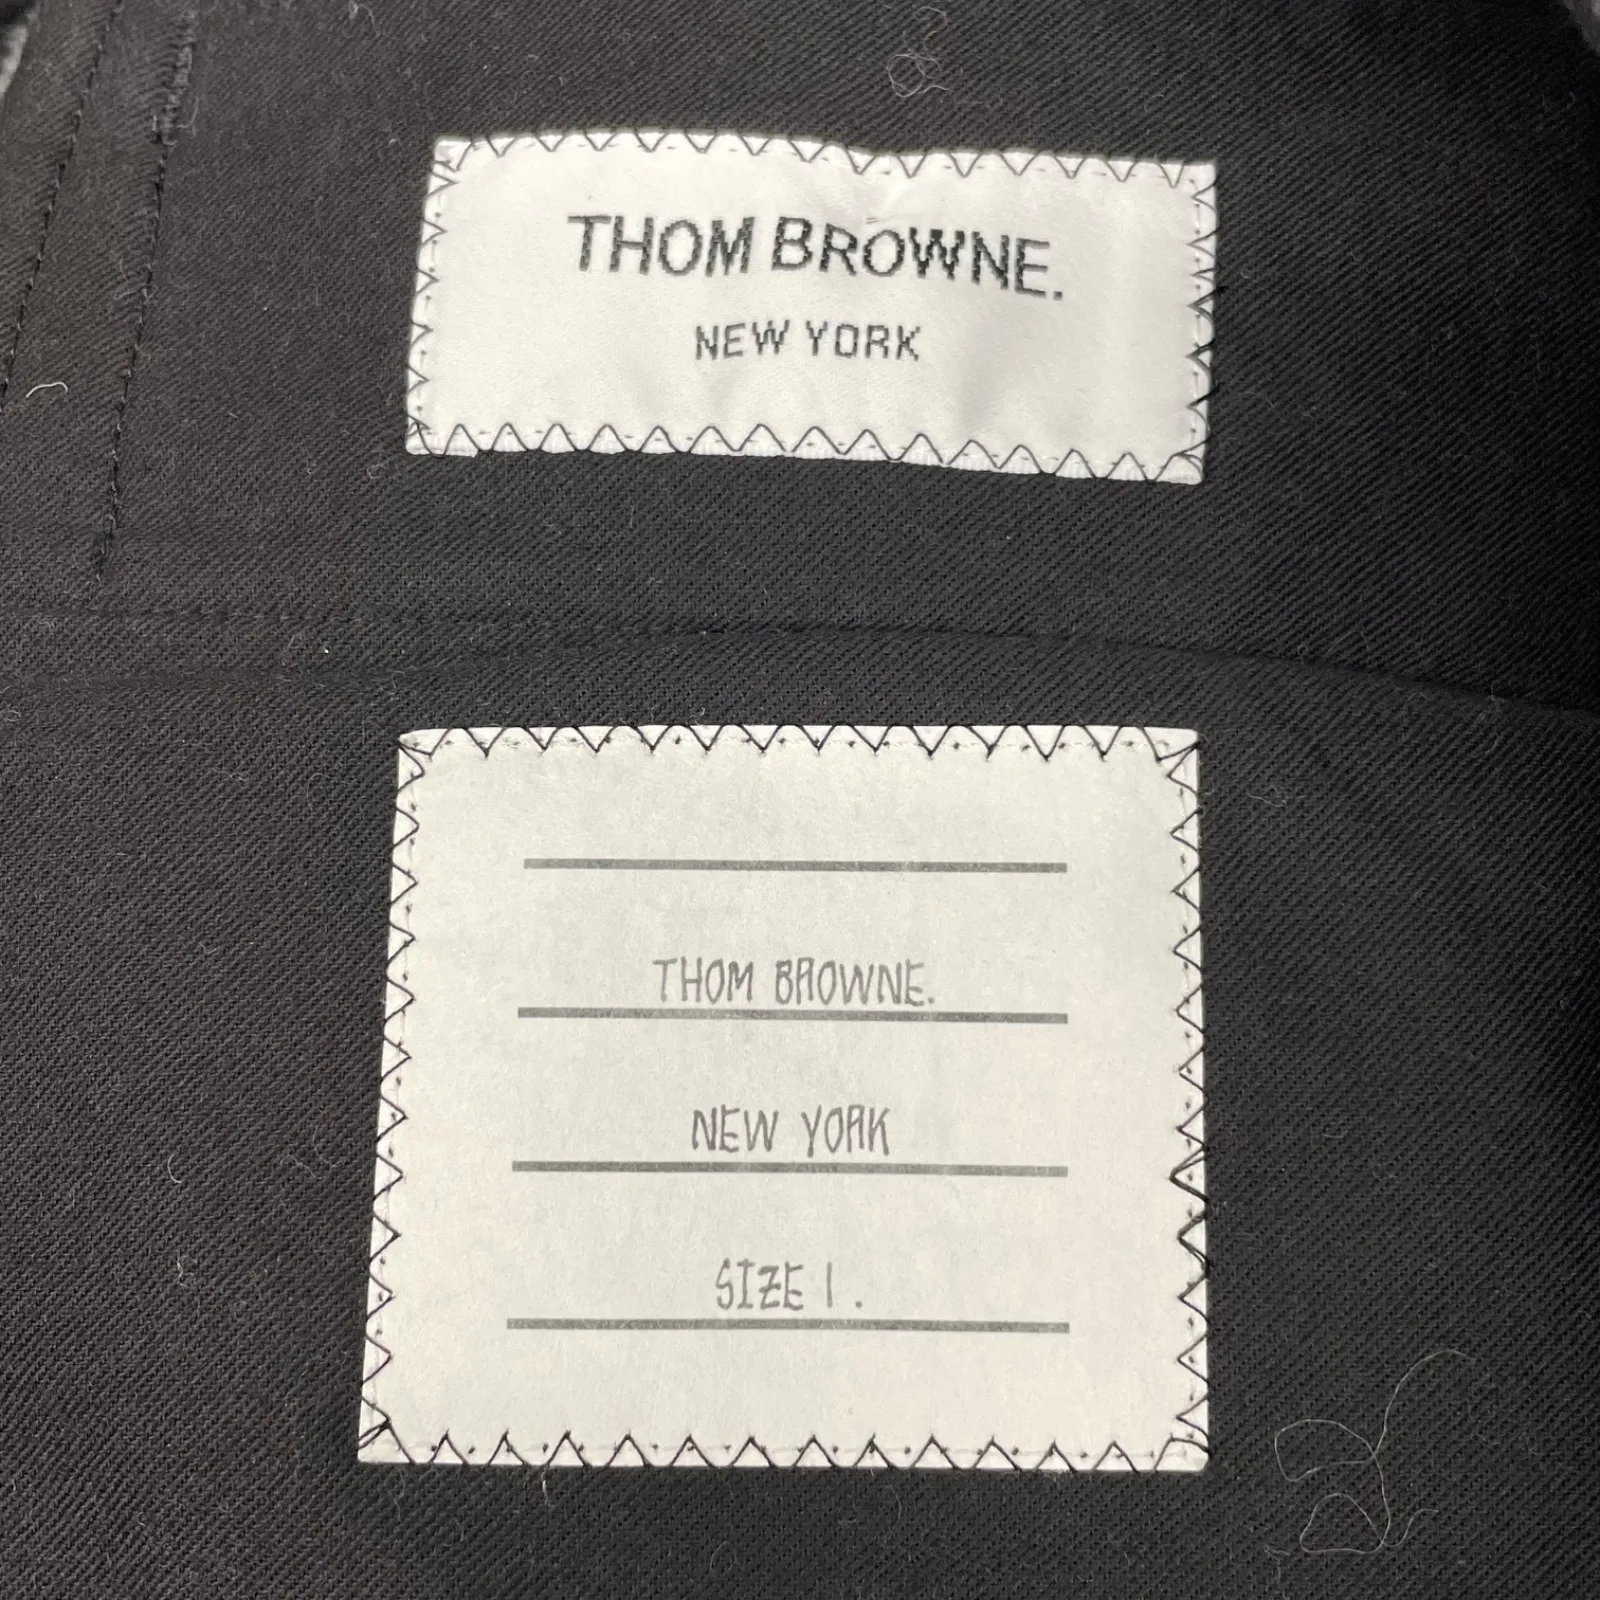 THOM BROWNE.
NEW YORK
THOM BROWNE.
NEW YORK
SIZE 1.